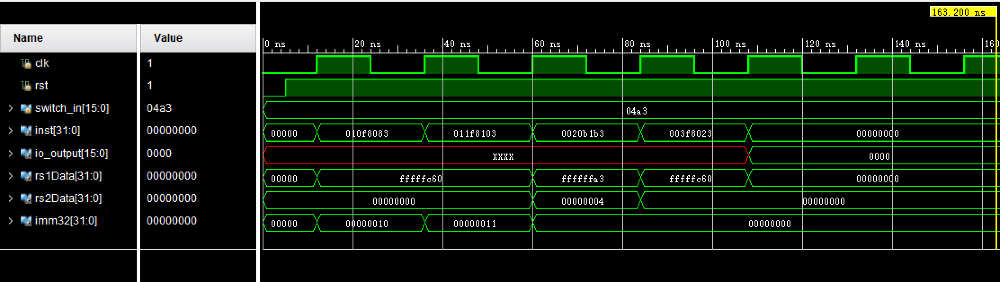 163.200 ns
Name Value
0 ns 20 ns 40 ns 60 ns 80 ns 100 ns 120 ns 140 ns 160
clk 1
rst 1
switch_in[15:0] 04a3 04a3
inst[31:0] 00000000 00000 010f8083 011f8103 0020b1b3 003f8023 00000000
io_output[15:0] 0000 XXXX 0000
rs1Data[31:0] 00000000 00000 fffffc60 ffffffa3 fffffc60 00000000
rs2Data[31:0] 00000000 00000000 00000004 00000000
imm32[31:0] 00000000 00000 00000010 00000011 00000000